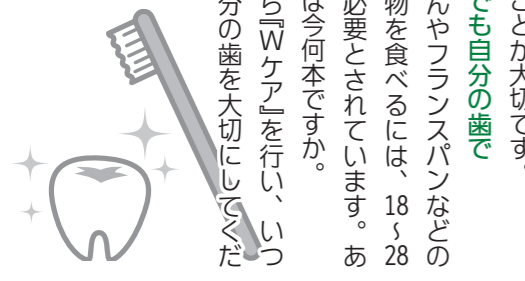 ことが大切です。
でも自分の歯で
んやフランスパンなどの
物を食べるには、18～28
必要とされています。あ
は今何本ですか。
ら『Wケア』を行い、いつ
分の歯を大切にしてくだ